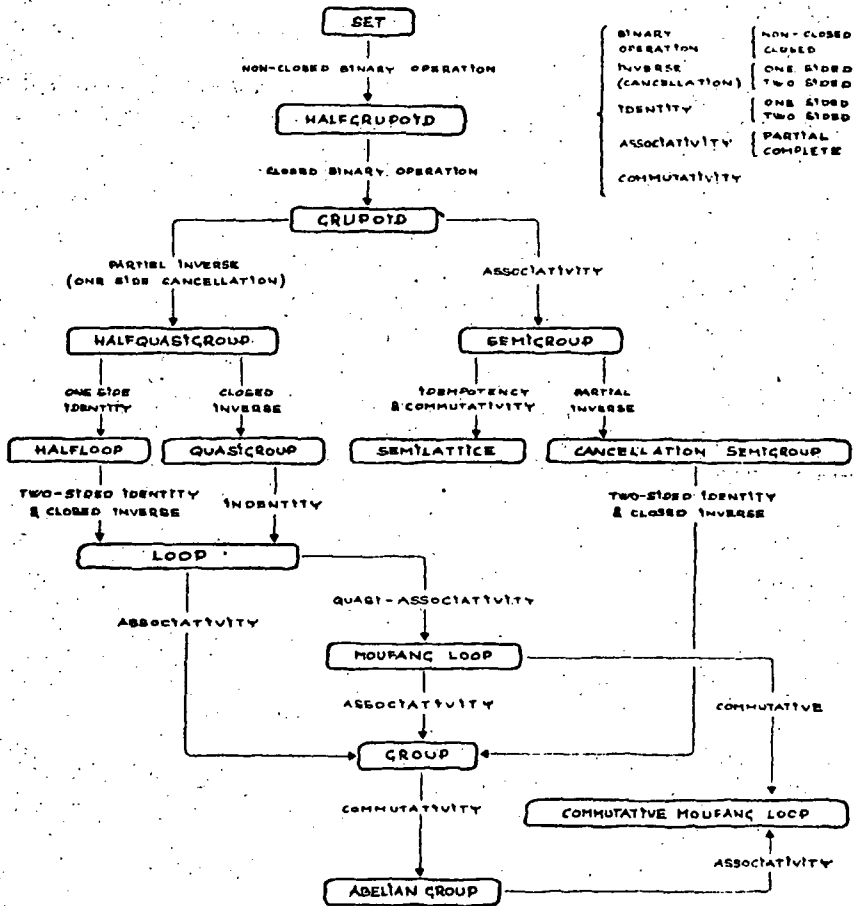 SET
NON-CLOSED BINARY OPERATION
HALFGRUPOID
CLOSED BINARY OPERATION
GRUPOID
BINARY
OPERATION
NON-CLOSED
CLOSED
INVERSE
(CANCELLATION)
ONE SIDED
TWO SIDED
IDENTITY
ONE SIDED
TWO SIDED
ASSOCIATIVITY
PARTIAL
COMPLETE
COMMUTATIVITY
PARTIAL INVERSE
(ONE SIDE CANCELLATION)
ASSOCIATIVITY
HALFQUASIGROUP
SEMIGROUP
ONE SIDE
IDENTITY
CLOSED
INVERSE
IDEMPOTENCY
& COMMUTATIVITY
PARTIAL
INVERSE
HALFLOOP
QUASIGROUP
SEMILATTICE
CANCELLATION SEMIGROUP
TWO-SIDED IDENTITY
& CLOSED INVERSE
INDENTITY
TWO-SIDED IDENTITY
& CLOSED INVERSE
LOOP
ASSOCIATIVITY
QUASI-ASSOCIATIVITY
MOUFANG LOOP
ASSOCIATIVITY
COMMUTATIVE
GROUP
COMMUTATIVITY
COMMUTATIVE MOUFANG LOOP
ASSOCIATIVITY
ABELIAN GROUP